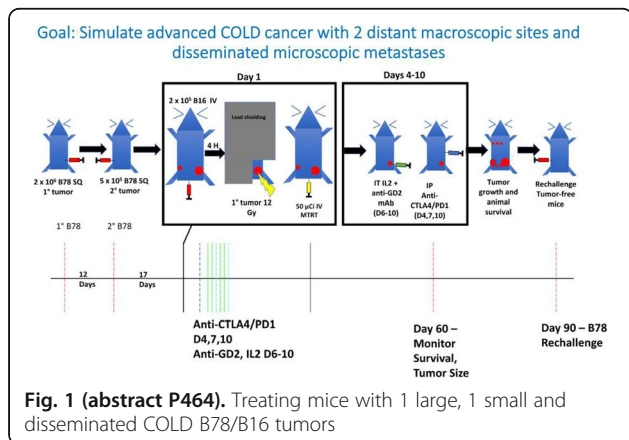 Goal: Simulate advanced COLD cancer with 2 distant macroscopic sites and
disseminated microscopic metastases
Day 1
Days 4-10
2 x 10⁵ B16 IV
Lead shielding
4 H
2 x 10⁶ B78 SQ
1° tumor
5 x 10⁵ B78 SQ
2° tumor
1° tumor 12
Gy
50 µCi IV
MTRT
IT IL2 +
anti-GD2
mAb
(D6-10)
IP
Anti-
CTLA4/PD1
(D4,7,10)
Tumor
growth and
animal
survival
Rechallenge
Tumor-free
mice
1° B78
2° B78
12
Days
17
Days
Anti-CTLA4/PD1
D4,7,10
Anti-GD2, IL2 D6-10
Day 60 –
Monitor
Survival,
Tumor Size
Day 90 – B78
Rechallenge
Fig. 1 (abstract P464). Treating mice with 1 large, 1 small and
disseminated COLD B78/B16 tumors